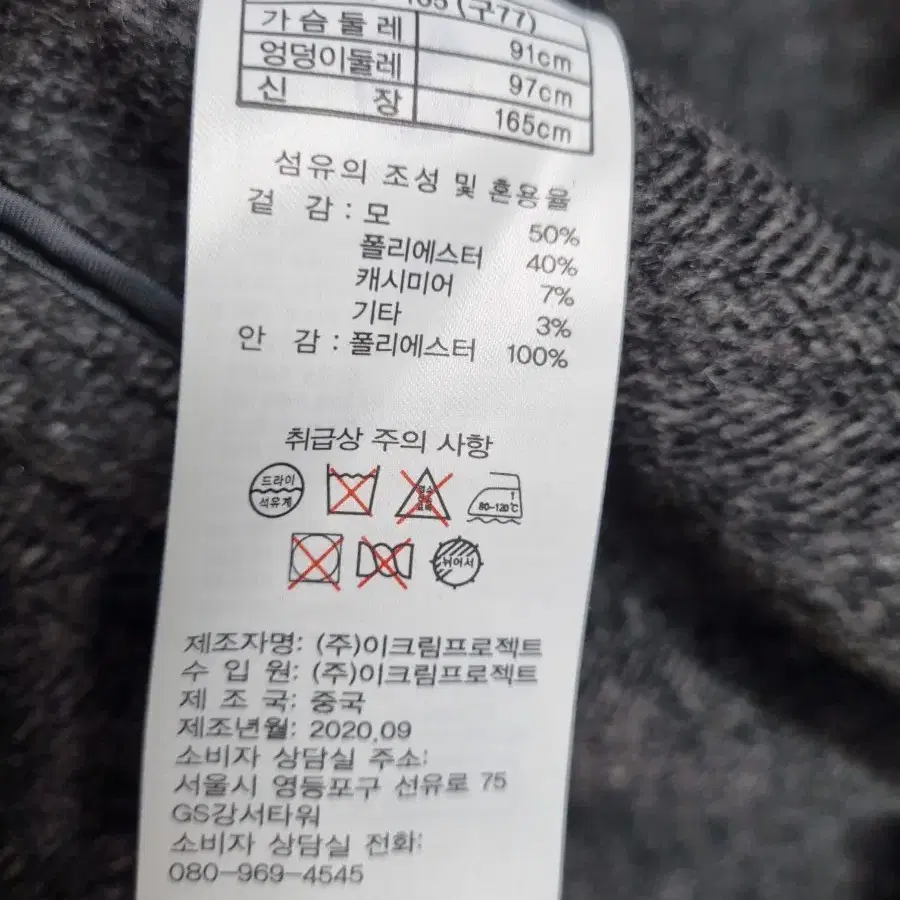 165 (구77)
가슴둘레 91cm
엉덩이둘레 97cm
신장 165cm
섬유의 조성 및 혼용율
겉 감 : 모 50%
폴리에스터 40%
캐시미어 7%
기타 3%
안 감 : 폴리에스터 100%
취급상 주의 사항
드라이
석유계
80-120℃
뉘어서
제조자명: (주)이크림프로젝트
수 입 원: (주)이크림프로젝트
제 조 국: 중국
제조년월: 2020.09
소비자 상담실 주소:
서울시 영등포구 선유로 75
GS강서타워
소비자 상담실 전화:
080-969-4545